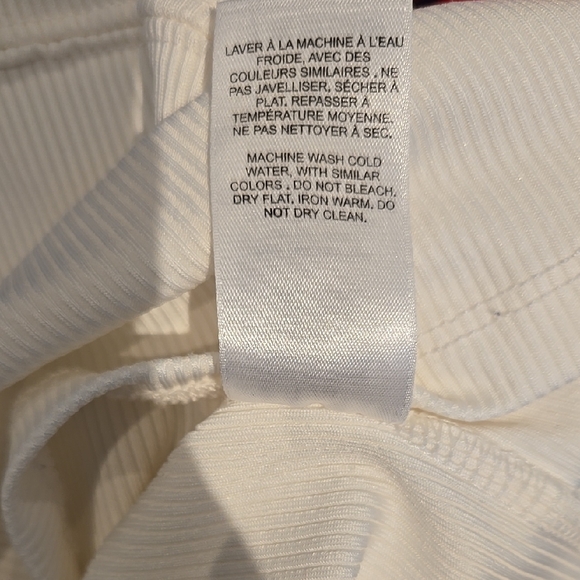 LAVER À LA MACHINE À L'EAU
FROIDE, AVEC DES
COULEURS SIMILAIRES . NE
PAS JAVELLISER, SÉCHER À
PLAT. REPASSER À
TEMPÉRATURE MOYENNE.
NE PAS NETTOYER À SEC.
MACHINE WASH COLD
WATER, WITH SIMILAR
COLORS . DO NOT BLEACH.
DRY FLAT. IRON WARM. DO
NOT DRY CLEAN.